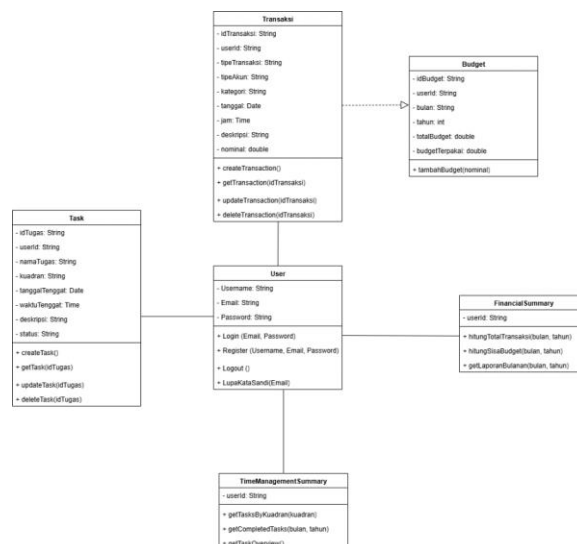 Transaksi
- idTransaksi: String
- userId: String
- tipeTransaksi: String
- tipeAkun: String
- kategori: String
- tanggal: Date
- jam: Time
- deskripsi: String
- nominal: double
+ createTransaction()
+ getTransaction(idTransaksi)
+ updateTransaction(idTransaksi)
+ deleteTransaction(idTransaksi)
Budget
- idBudget: String
- userId: String
- bulan: String
- tahun: int
- totalBudget: double
- budgetTerpakai: double
+ tambahBudget(nominal)
Task
- idTugas: String
- userId: String
- namaTugas: String
- kuadran: String
- tanggalTenggat: Date
- waktuTenggat: Time
- deskripsi: String
- status: String
+ createTask()
+ getTask(idTugas)
+ updateTask(idTugas)
+ deleteTask(idTugas)
User
- Username: String
- Email: String
- Password: String
+ Login (Email, Password)
+ Register (Username, Email, Password)
+ Logout ()
+ LupaKataSandi(Email)
FinancialSummary
- userId: String
+ hitungTotalTransaksi(bulan, tahun)
+ hitungSisaBudget(bulan, tahun)
+ getLaporanBulanan(bulan, tahun)
TimeManagementSummary
- userId: String
+ getTasksByKuadran(kuadran)
+ getCompletedTasks(bulan, tahun)
+ getTaskOverview()